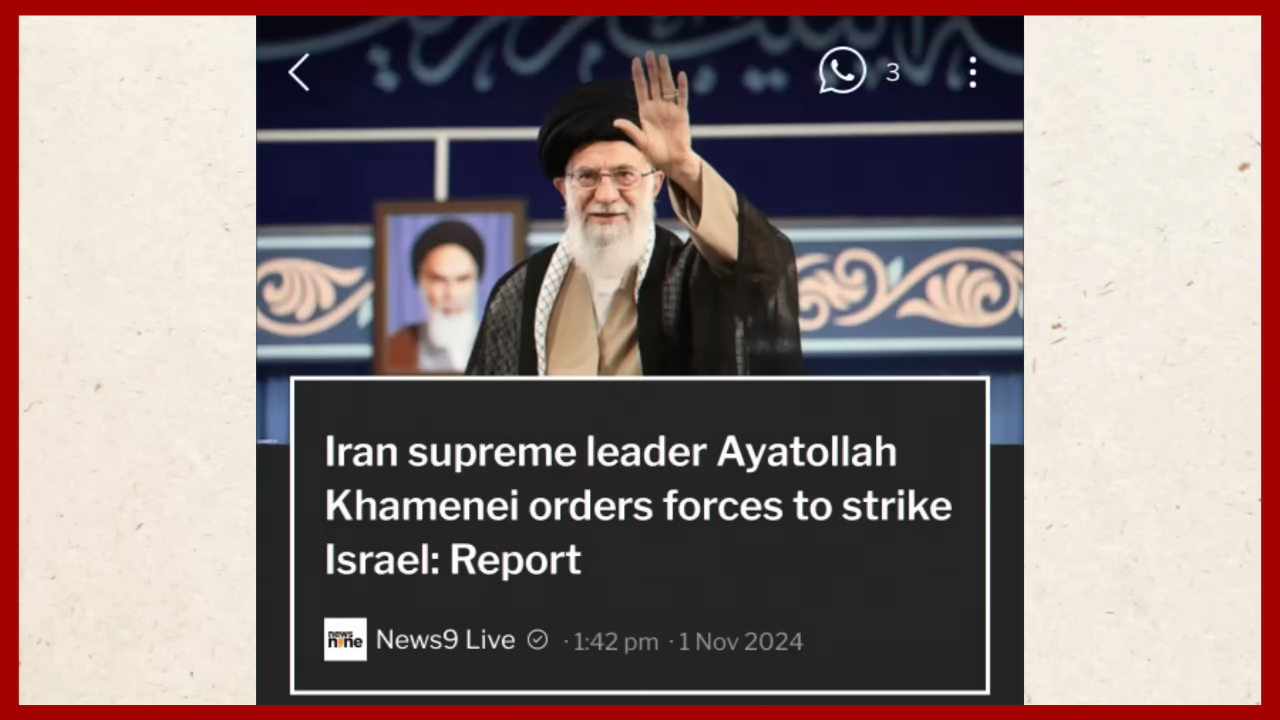 3
Iran supreme leader Ayatollah
Khamenei orders forces to strike
Israel: Report
news
nine
News9 Live · 1:42 pm · 1 Nov 2024